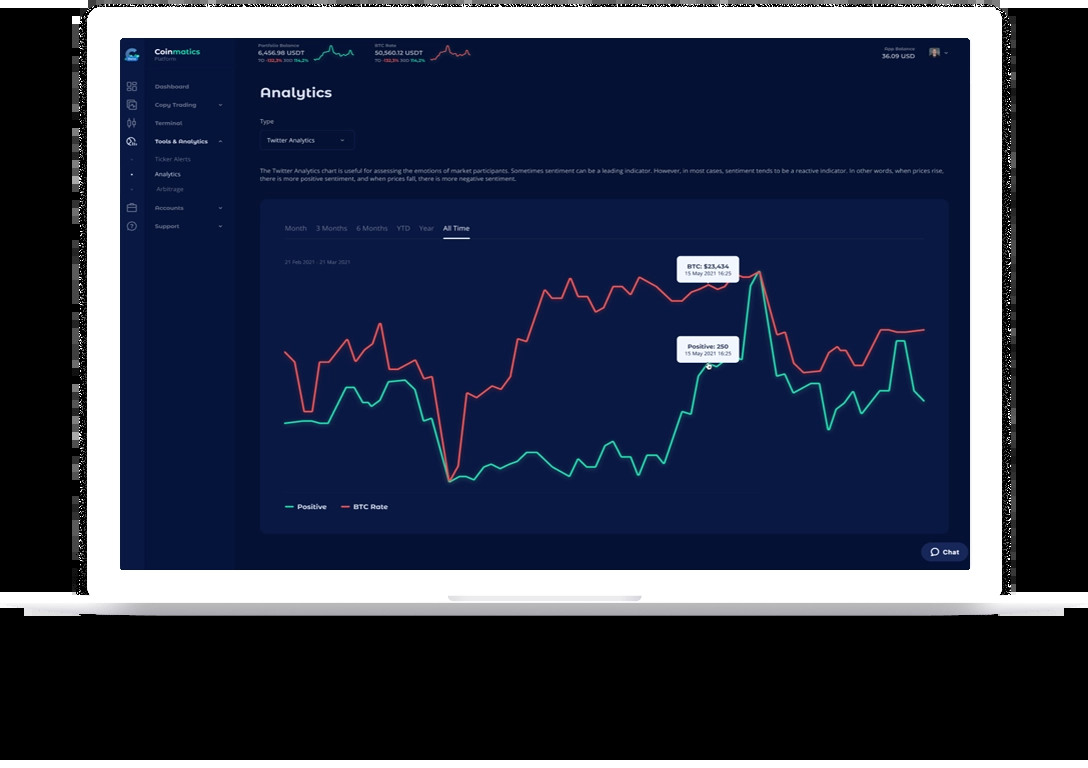 Coinmatics
Platform
Portfolio Balance
6,456.98 USDT
7D -132,3% 30D 114,2%
BTC Rate
50,560.12 USDT
7D -132,3% 30D 114,2%
App Balance
36.09 USD
Dashboard
Copy Trading
Terminal
Tools & Analytics
Ticker Alerts
Analytics
Arbitrage
Accounts
Support
Analytics
Type
Twitter Analytics
The Twitter Analytics chart is useful for assessing the emotions of market participants. Sometimes sentiment can be a leading indicator. However, in most cases, sentiment tends to be a reactive indicator. In other words, when prices rise,
there is more positive sentiment, and when prices fall, there is more negative sentiment.
Month 3 Months 6 Months YTD Year All Time
21 Feb 2021 - 21 Mar 2021
BTC: $23,434
15 May 2021 16:25
Positive: 250
15 May 2021 16:25
Positive BTC Rate
Chat